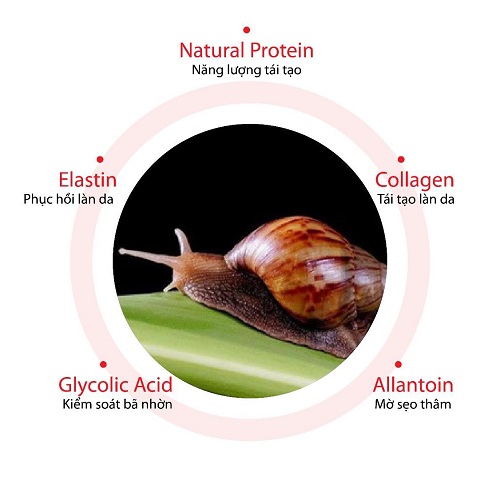 Natural Protein
Năng lượng tái tạo
Elastin
Phục hồi làn da
Collagen
Tái tạo làn da
Glycolic Acid
Kiểm soát bã nhờn
Allantoin
Mờ sẹo thâm